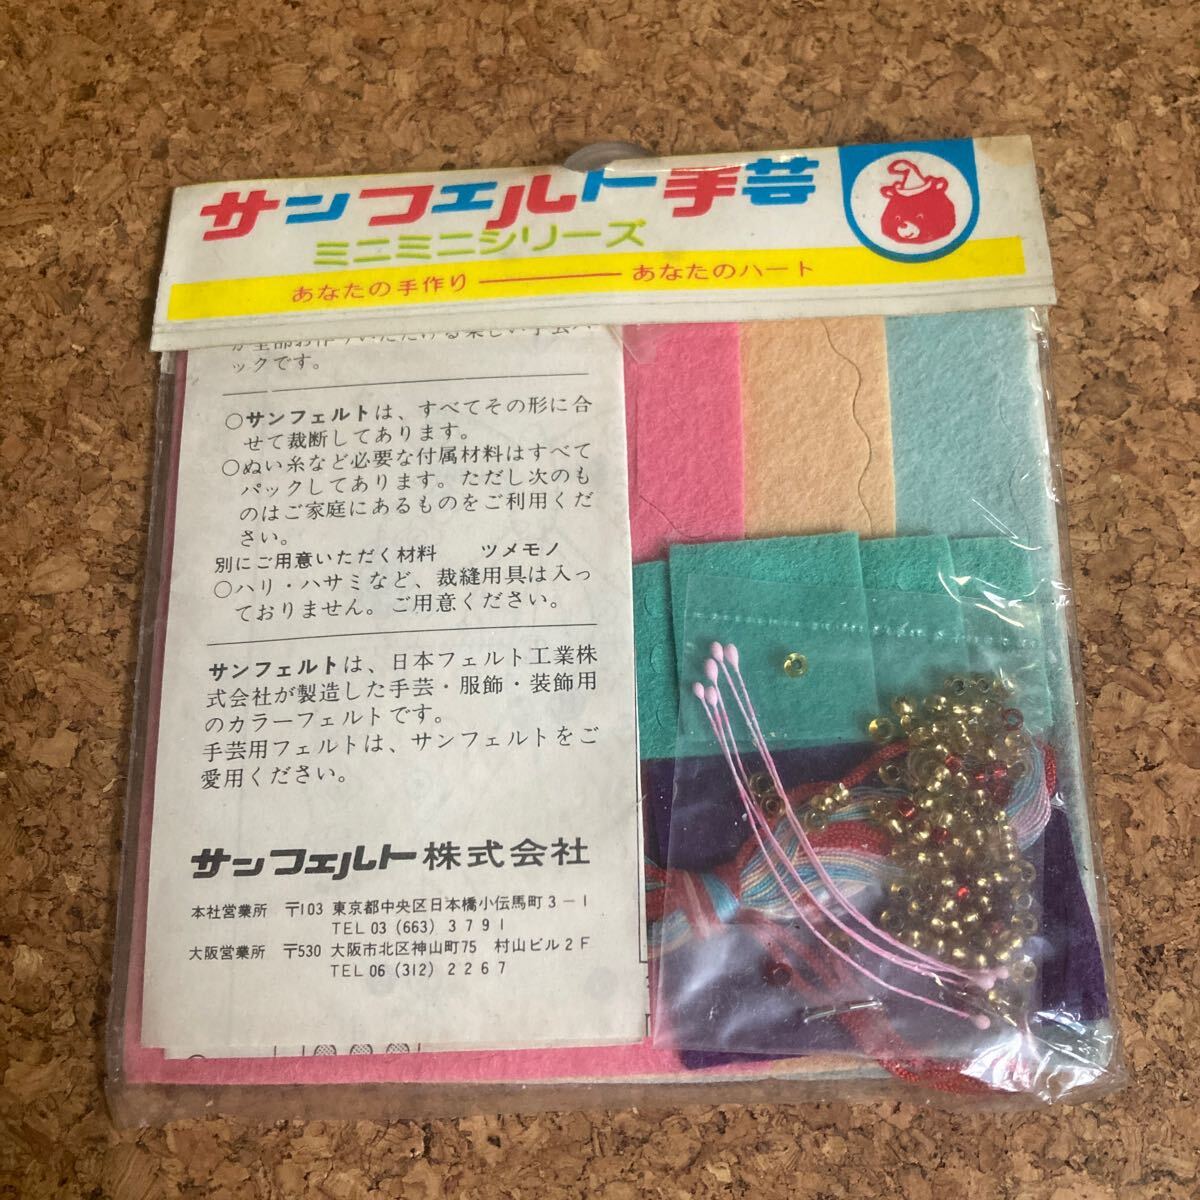 サンフェルト手芸
ミニミニシリーズ
あなたの手作り――――あなたのハート
ックです。
○サンフェルトは、すべてその形に合
せて裁断してあります。
○ぬい糸など必要な付属材料はすべて
パックしてあります。ただし次のも
のはご家庭にあるものをご利用くだ
さい。
別にご用意いただく材料　ツメモノ
○ハリ・ハサミなど、裁縫用具は入っ
ておりません。ご用意ください。
サンフェルトは、日本フェルト工業株
式会社が製造した手芸・服飾・装飾用
のカラーフェルトです。
手芸用フェルトは、サンフェルトをご
愛用ください。
サンフェルト株式会社
本社営業所　〒103 東京都中央区日本橋小伝馬町3-1
TEL 03 (663) 3791
大阪営業所　〒530 大阪市北区神山町75　村山ビル2F
TEL 06 (312) 2267